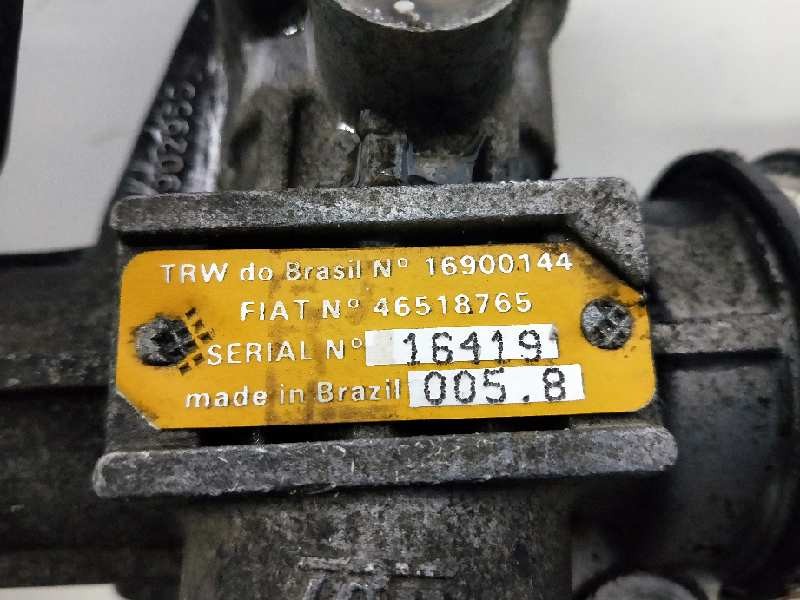 TRW do Brasil Nº 16900144
FIAT Nº 46518765
SERIAL Nº 16419
made in Brazil 005.8